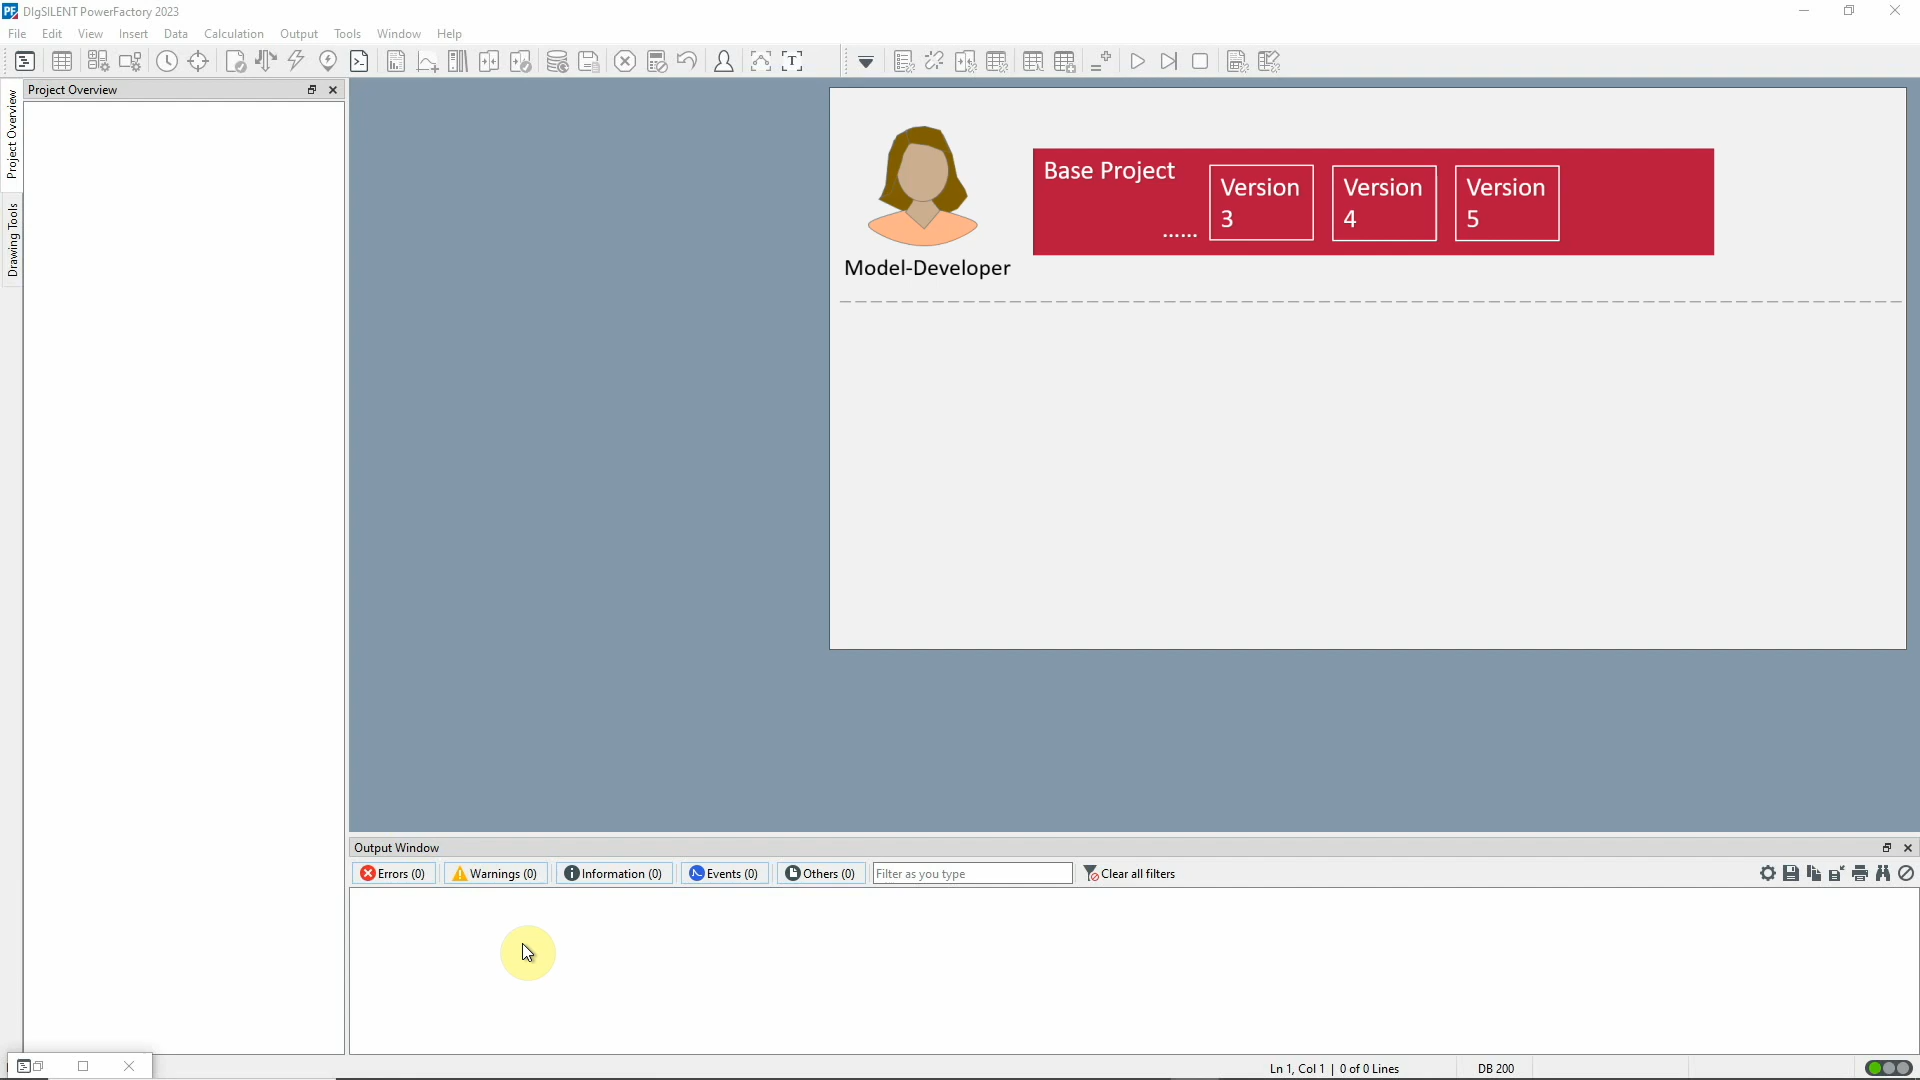 DIgSILENT PowerFactory 2023
File Edit View Insert Data Calculation Output Tools Window Help
Project Overview
Project Overview
Drawing Tools
Base Project
......
Version
3
Version
4
Version
5
Model-Developer
Output Window
Errors (0) Warnings (0) Information (0) Events (0) Others (0) Filter as you type Clear all filters
Ln 1, Col 1 | 0 of 0 Lines DB 200